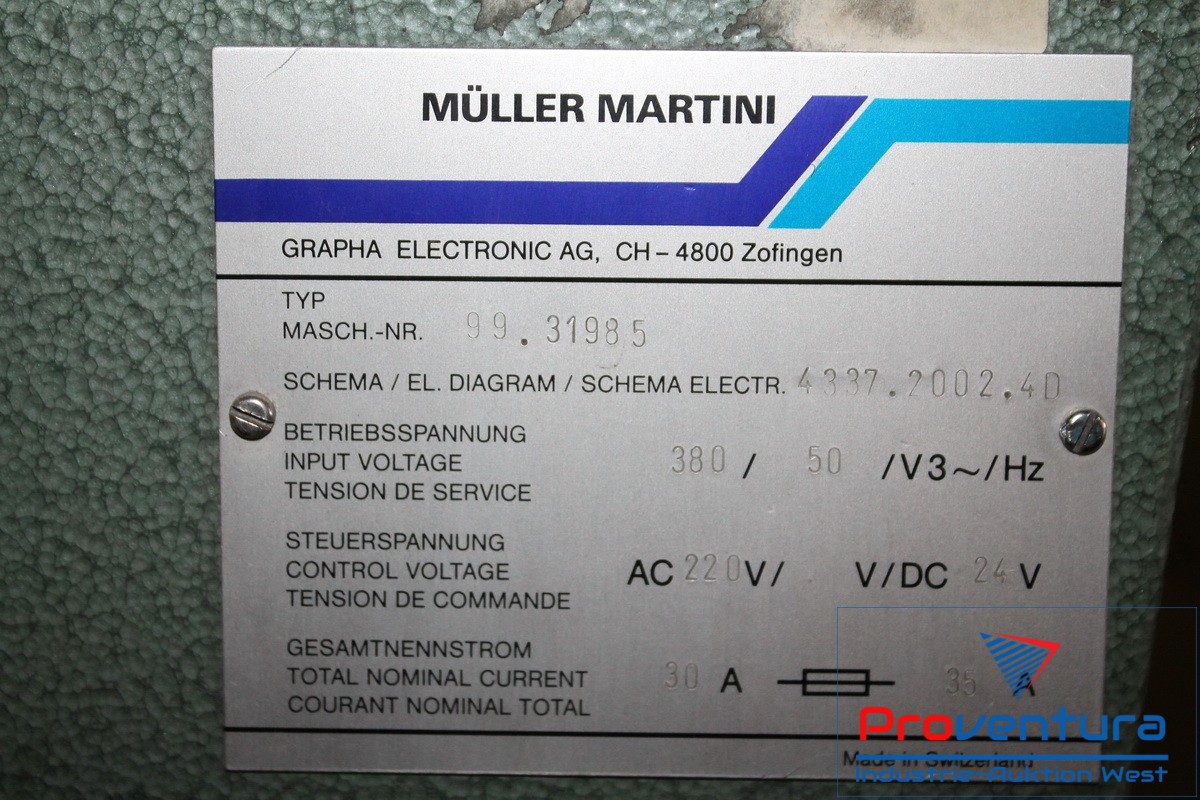 MÜLLER MARTINI
GRAPHA ELECTRONIC AG, CH – 4800 Zofingen
TYP
MASCH.-NR. 99.31985
SCHEMA / EL. DIAGRAM / SCHEMA ELECTR. 4337.2002.4D
BETRIEBSSPANNUNG
INPUT VOLTAGE 380 / 50 /V3~/Hz
TENSION DE SERVICE
STEUERSPANNUNG
CONTROL VOLTAGE AC 220V/ . V/DC 24 V
TENSION DE COMMANDE
GESAMTNENNSTROM
TOTAL NOMINAL CURRENT 30 A 35 A
COURANT NOMINAL TOTAL
Made in Switzerland
Proventura
Industrie-Auktion West